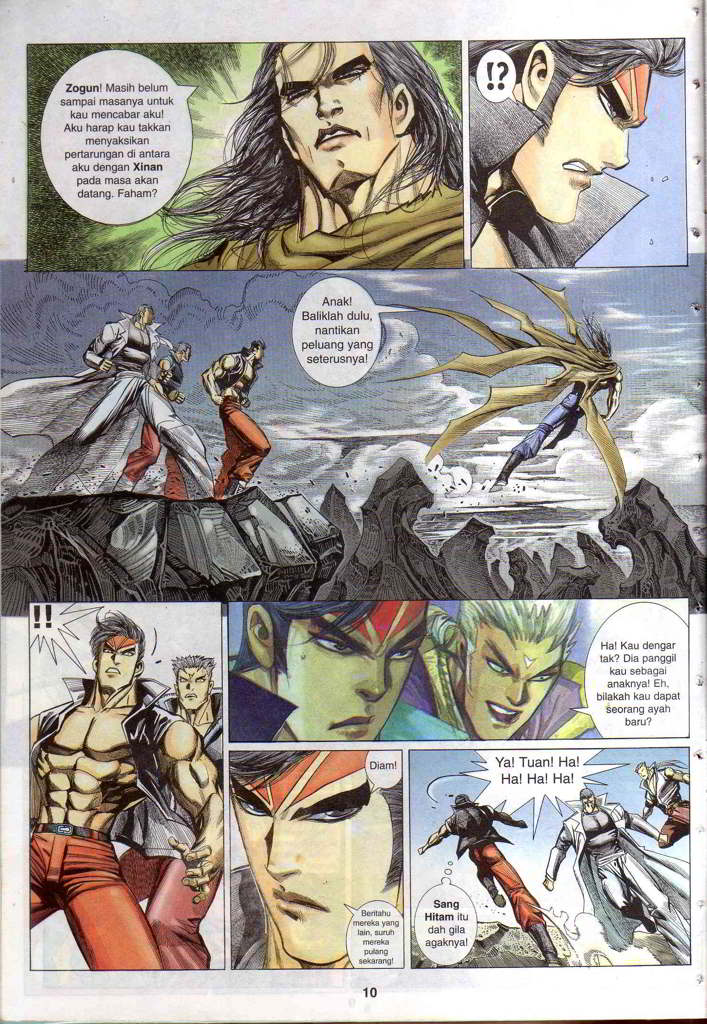 Zogun! Masih belum
sampai masanya untuk
kau mencabar aku!
Aku harap kau takkan
menyaksikan
pertarungan di antara
aku dengan Xinan
pada masa akan
datang. Faham?
!?
Anak!
Baliklah dulu,
nantikan
peluang yang
seterusnya!
!!
Ha! Kau dengar
tak? Dia panggil
kau sebagai
anaknya! Eh,
bilakah kau dapat
ayah baru?
Diam!
Beritahu
mereka yang
lain, suruh
mereka
pulang
sekarang!
Ya! Tuan! Ha!
Ha! Ha! Ha!
Sang
Hitam itu
dah gila
agaknya!
10